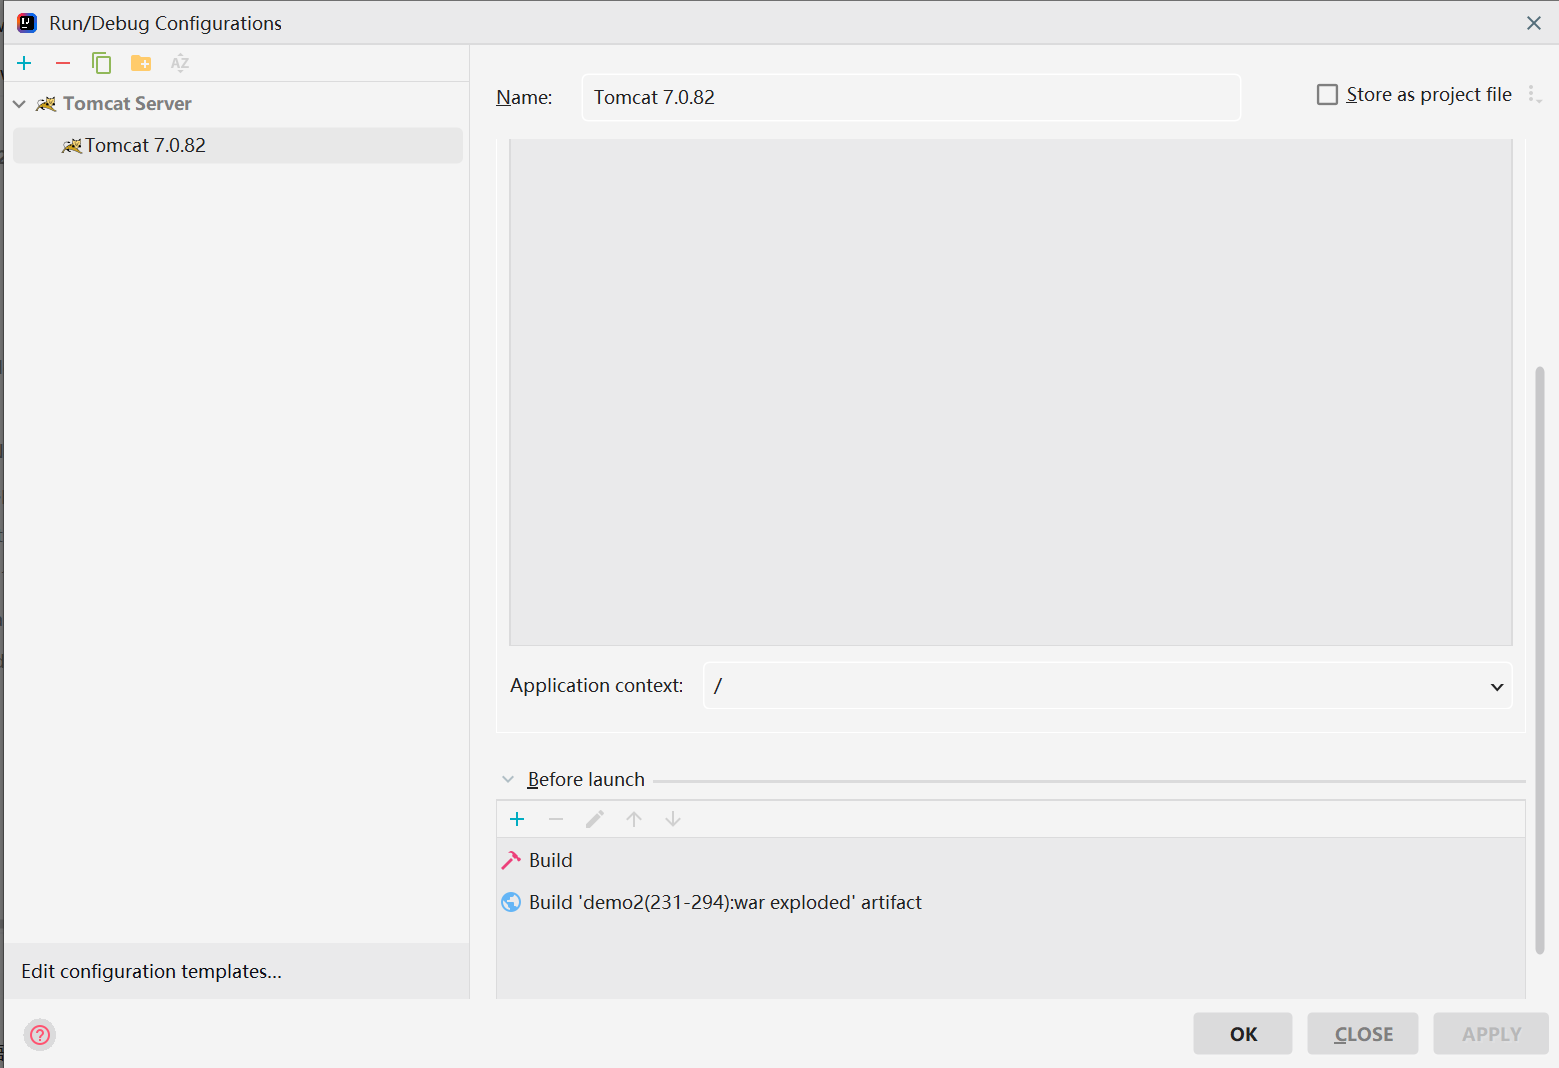 Run/Debug Configurations
Name: Tomcat 7.0.82
Store as project file
Tomcat Server
Tomcat 7.0.82
Application context: /
Before launch
Build
Build 'demo2(231-294):war exploded' artifact
Edit configuration templates...
OK
CLOSE
APPLY